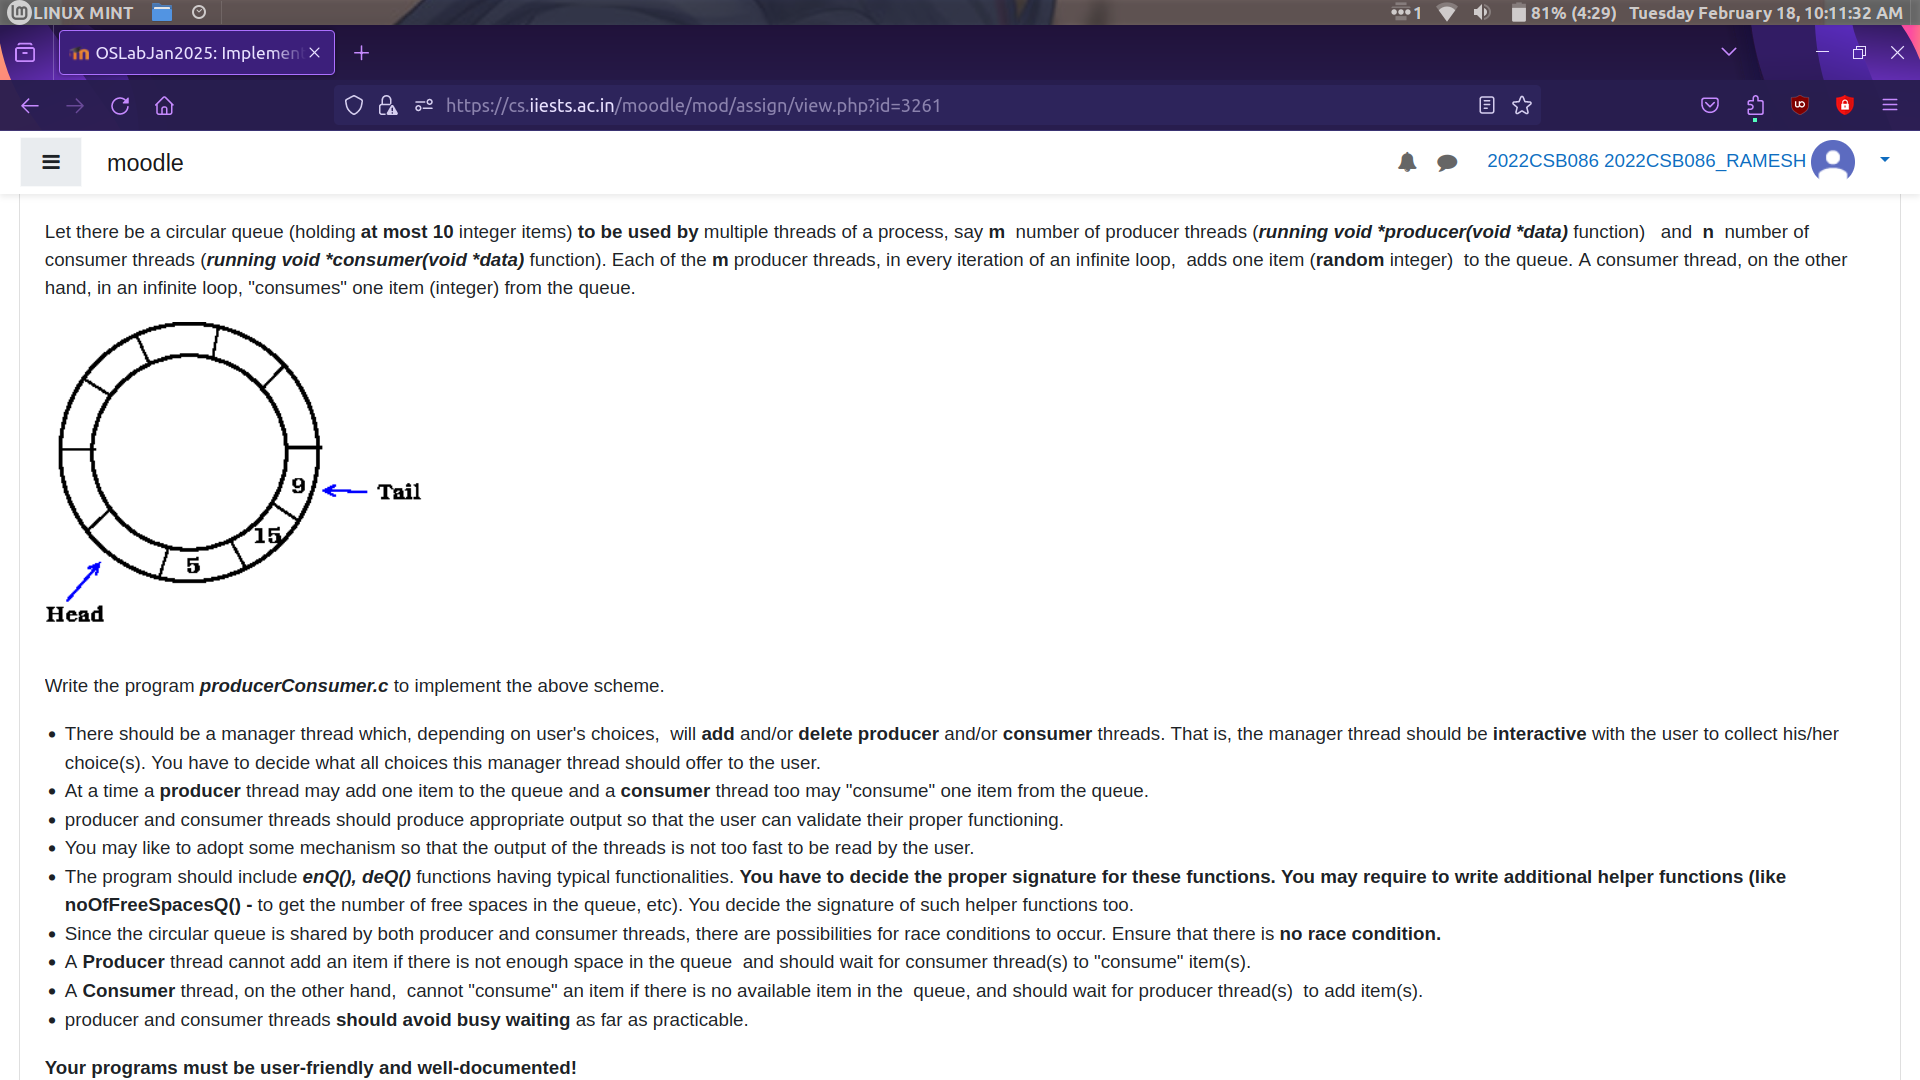 LINUX MINT
1 81% (4:29) Tuesday February 18, 10:11:32 AM
OSLabJan2025: Implemen
https://cs.iiests.ac.in/moodle/mod/assign/view.php?id=3261
moodle
2022CSB086 2022CSB086_RAMESH
Let there be a circular queue (holding at most 10 integer items) to be used by multiple threads of a process, say m number of producer threads (running void *producer(void *data) function) and n number of
consumer threads (running void *consumer(void *data) function). Each of the m producer threads, in every iteration of an infinite loop, adds one item (random integer) to the queue. A consumer thread, on the other
hand, in an infinite loop, "consumes" one item (integer) from the queue.
9
Tail
15
5
Head
Write the program producerConsumer.c to implement the above scheme.
• There should be a manager thread which, depending on user's choices, will add and/or delete producer and/or consumer threads. That is, the manager thread should be interactive with the user to collect his/her
choice(s). You have to decide what all choices this manager thread should offer to the user.
• At a time a producer thread may add one item to the queue and a consumer thread too may "consume" one item from the queue.
• producer and consumer threads should produce appropriate output so that the user can validate their proper functioning.
• You may like to adopt some mechanism so that the output of the threads is not too fast to be read by the user.
• The program should include enQ(), deQ() functions having typical functionalities. You have to decide the proper signature for these functions. You may require to write additional helper functions (like
noOfFreeSpacesQ() - to get the number of free spaces in the queue, etc). You decide the signature of such helper functions too.
• Since the circular queue is shared by both producer and consumer threads, there are possibilities for race conditions to occur. Ensure that there is no race condition.
• A Producer thread cannot add an item if there is not enough space in the queue and should wait for consumer thread(s) to "consume" item(s).
• A Consumer thread, on the other hand, cannot "consume" an item if there is no available item in the queue, and should wait for producer thread(s) to add item(s).
• producer and consumer threads should avoid busy waiting as far as practicable.
Your programs must be user-friendly and well-documented!